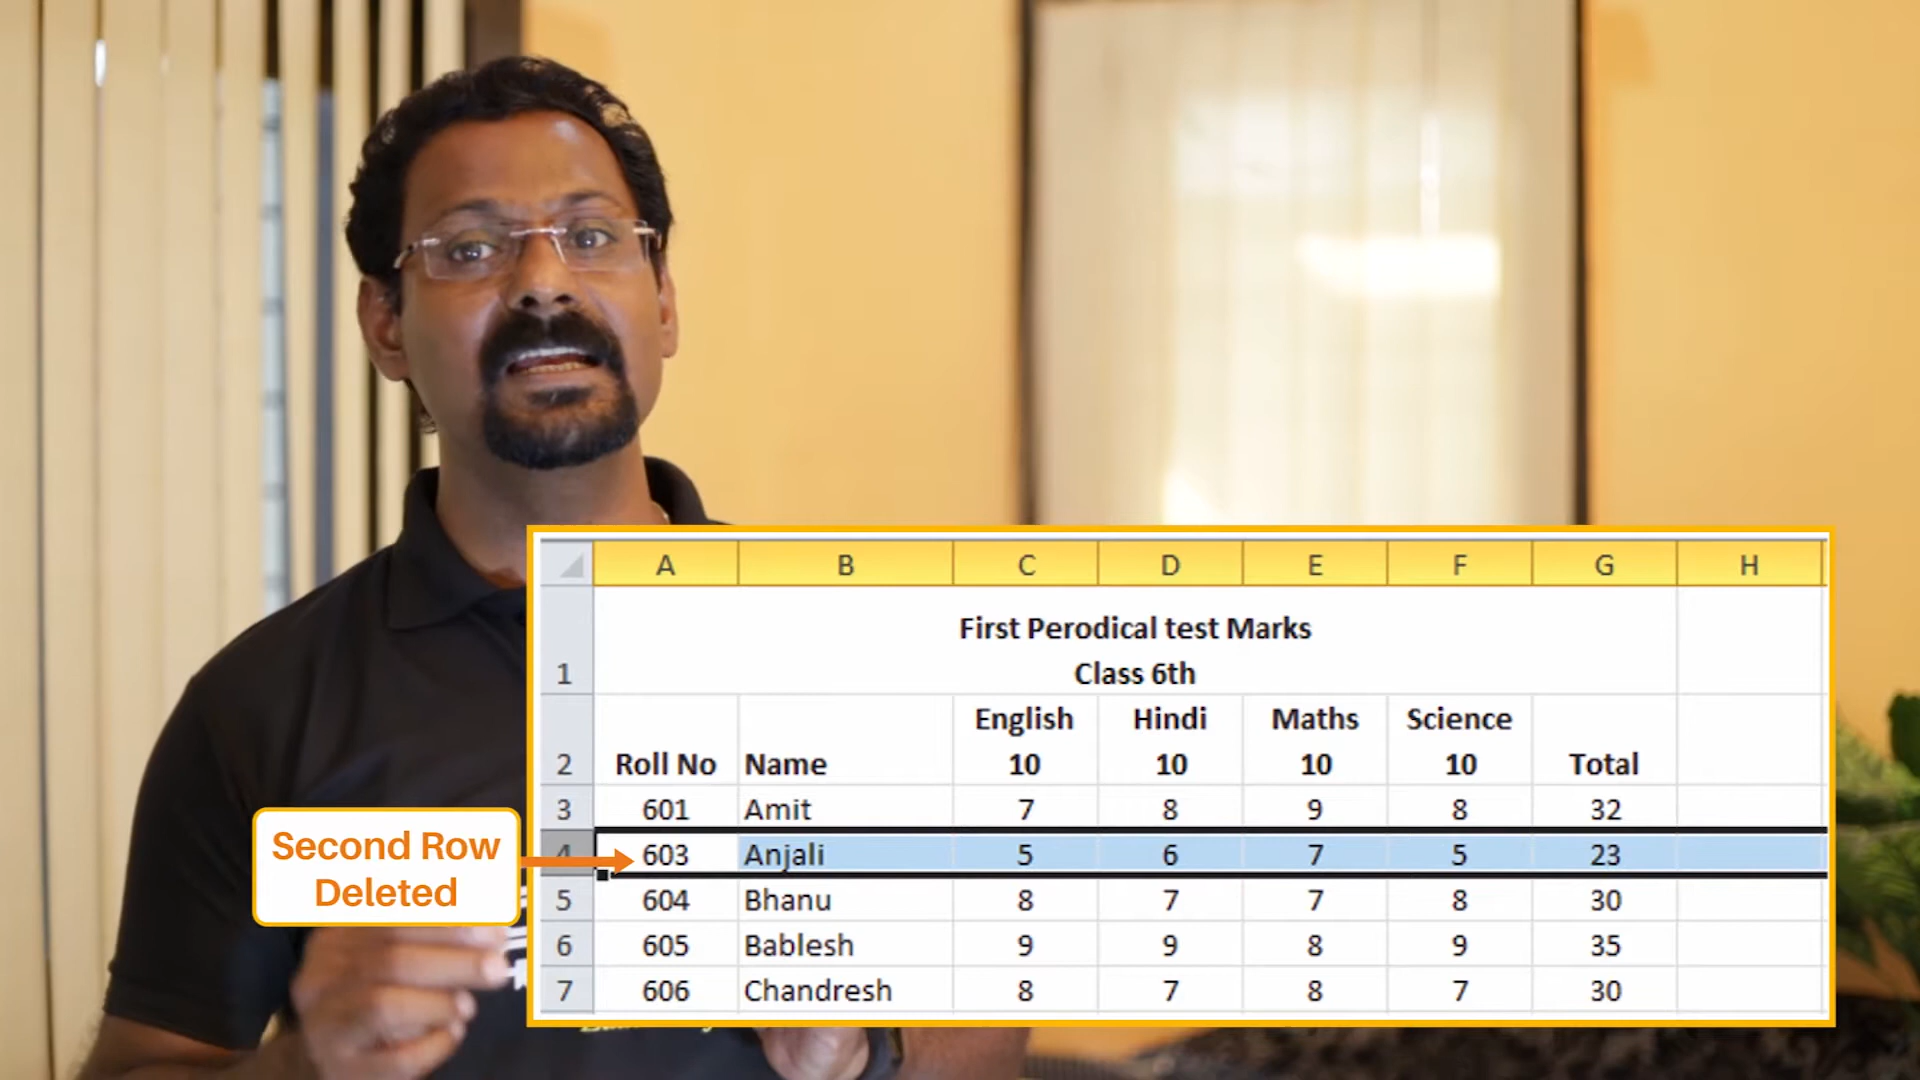 A B C D E F G H
First Perodical test Marks
1 Class 6th
English Hindi Maths Science
2 Roll No Name 10 10 10 10 Total
3 601 Amit 7 8 9 8 32
4 603 Anjali 5 6 7 5 23
5 604 Bhanu 8 7 7 8 30
6 605 Bablesh 9 9 8 9 35
7 606 Chandresh 8 7 8 7 30
Second Row
Deleted